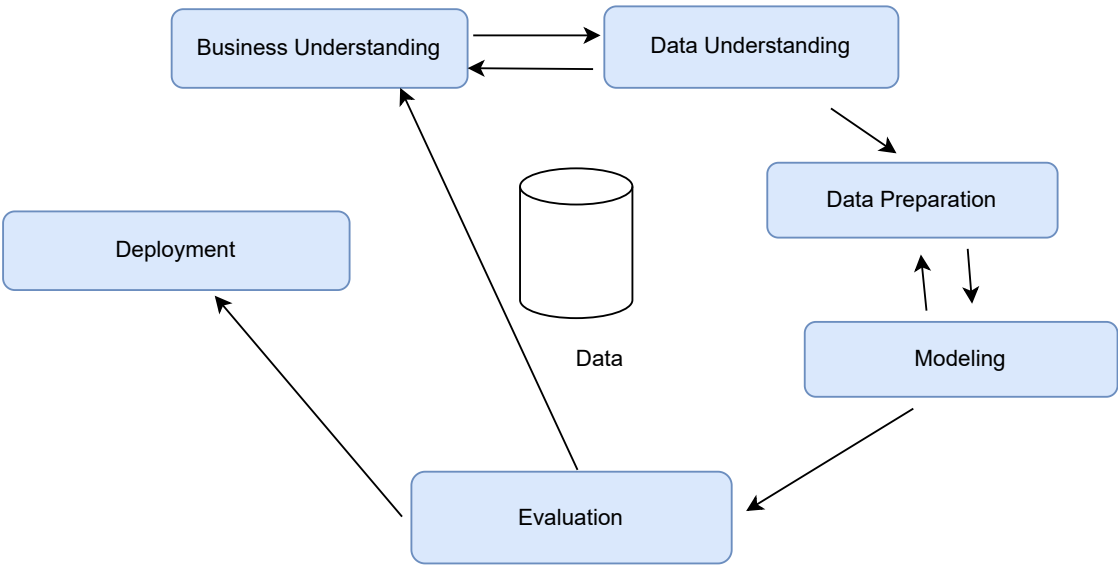 Business Understanding
Data Understanding
Data Preparation
Deployment
Data
Modeling
Evaluation